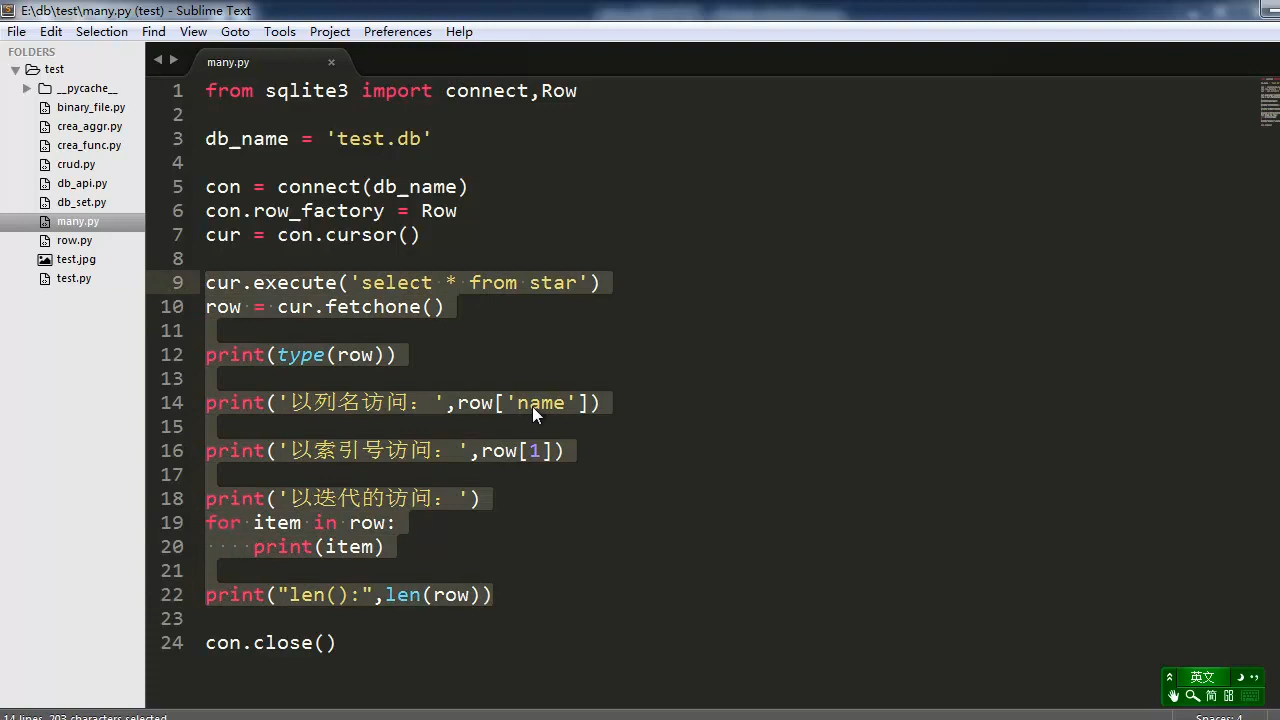 E:\db\test\many.py (test) - Sublime Text
File Edit Selection Find View Goto Tools Project Preferences Help
FOLDERS
test
__pycache__
binary_file.py
crea_aggr.py
crea_func.py
crud.py
db_api.py
db_set.py
many.py
row.py
test.jpg
test.py
many.py
1 from sqlite3 import connect,Row
2
3 db_name = 'test.db'
4
5 con = connect(db_name)
6 con.row_factory = Row
7 cur = con.cursor()
8
9 cur.execute('select * from star')
10 row = cur.fetchone()
11
12 print(type(row))
13
14 print('以列名访问：',row['name'])
15
16 print('以索引号访问：',row[1])
17
18 print('以迭代的访问：')
19 for item in row:
20 print(item)
21
22 print("len():",len(row))
23
24 con.close()
英文
简
14 lines, 203 characters selected
Spaces: 4